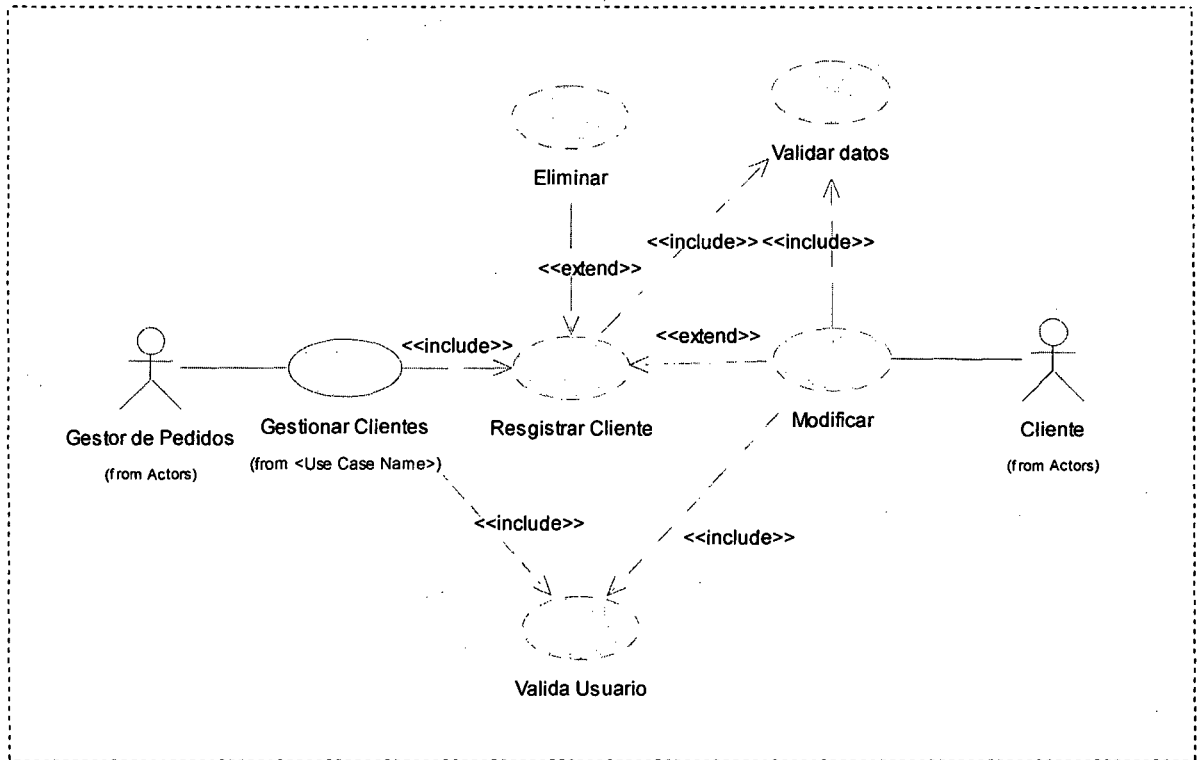 Eliminar
Validar datos
<<include>> <<include>>
<<extend>>
<<include>>
<<extend>>
Gestor de Pedidos
(from Actors)
Gestionar Clientes
(from <Use Case Name>)
Resgistrar Cliente
Modificar
Cliente
(from Actors)
<<include>>
<<include>>
Valida Usuario